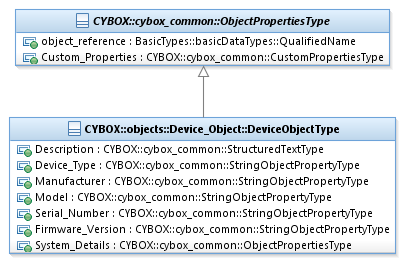 CYBOX::cybox_common::ObjectPropertiesType
object_reference : BasicTypes::basicDataTypes::QualifiedName
Custom_Properties : CYBOX::cybox_common::CustomPropertiesType
CYBOX::objects::Device_Object::DeviceObjectType
Description : CYBOX::cybox_common::StructuredTextType
Device_Type : CYBOX::cybox_common::StringObjectPropertyType
Manufacturer : CYBOX::cybox_common::StringObjectPropertyType
Model : CYBOX::cybox_common::StringObjectPropertyType
Serial_Number : CYBOX::cybox_common::StringObjectPropertyType
Firmware_Version : CYBOX::cybox_common::StringObjectPropertyType
System_Details : CYBOX::cybox_common::ObjectPropertiesType